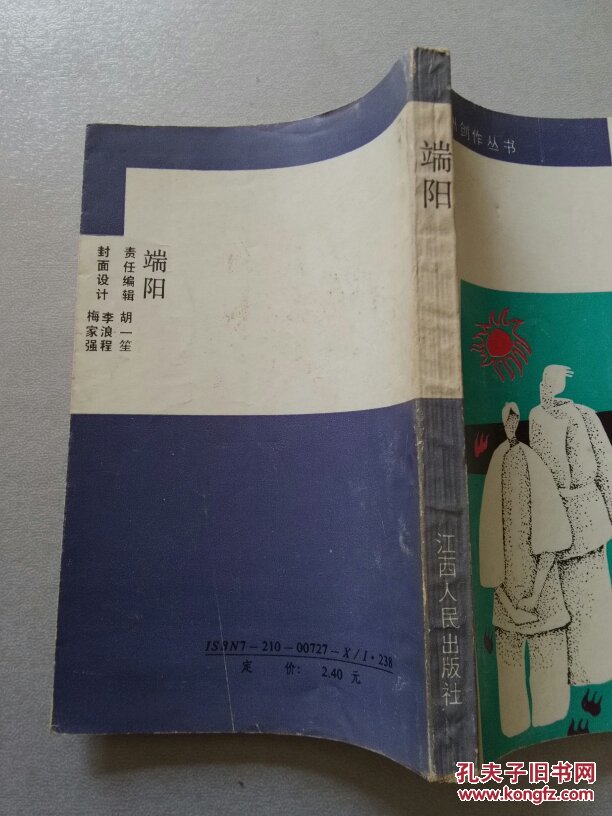 端阳
责任编辑 胡一笙
李浪程
封面设计 梅家强
ISBN7-210-00727-X/I·238
定 价： 2.40 元
端阳
江西人民出版社
创作丛书
孔夫子旧书网
www.kongfz.com